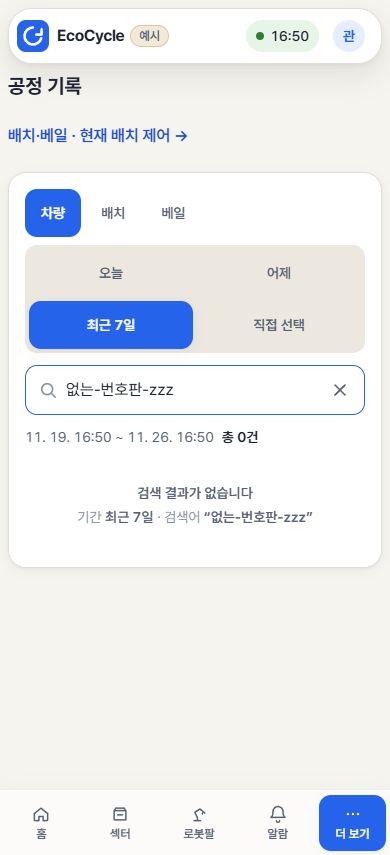 EcoCycle 예시 16:50 관
공정 기록
배치·베일 · 현재 배치 제어 →
차량 배치 베일
오늘 어제
최근 7일 직접 선택
없는-번호판-zzz
11. 19. 16:50 ~ 11. 26. 16:50 총 0건
검색 결과가 없습니다
기간 최근 7일 · 검색어 “없는-번호판-zzz”
홈 섹터 로봇팔 알람 더 보기